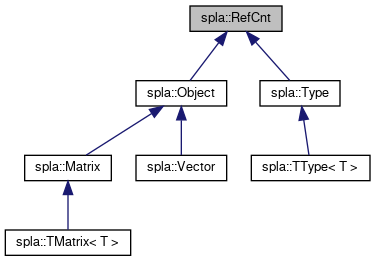 spla::RefCnt
spla::Object
spla::Type
spla::Matrix
spla::Vector
spla::TType< T >
spla::TMatrix< T >